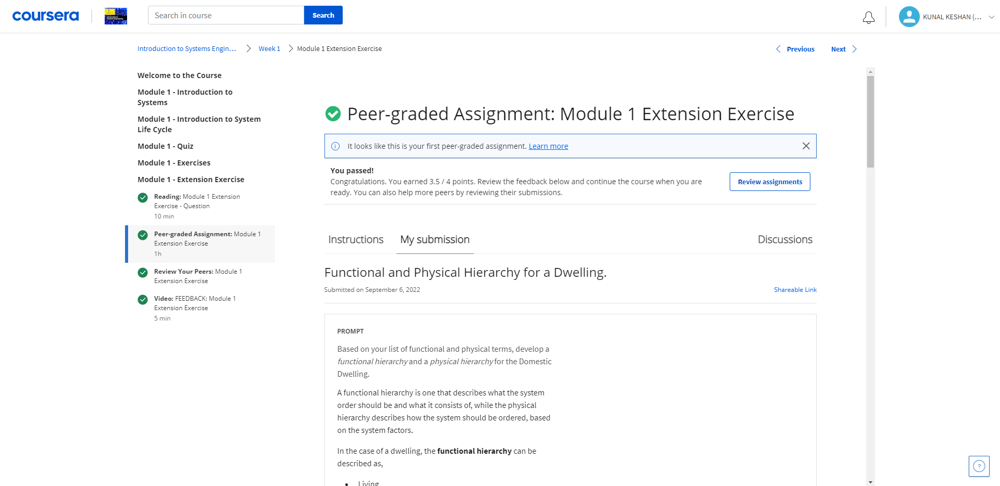 coursera
Search in course
Search
KUNAL KESHAN (...
Introduction to Systems Engin...
Week 1
Module 1 Extension Exercise
Previous
Next
Welcome to the Course
Module 1 - Introduction to
Systems
Module 1 - Introduction to System
Life Cycle
Module 1 - Quiz
Module 1 - Exercises
Module 1 - Extension Exercise
Reading: Module 1 Extension
Exercise - Question
10 min
Peer-graded Assignment: Module 1
Extension Exercise
1h
Review Your Peers: Module 1
Extension Exercise
Video: FEEDBACK: Module 1
Extension Exercise
5 min
Peer-graded Assignment: Module 1 Extension Exercise
It looks like this is your first peer-graded assignment. Learn more
You passed!
Congratulations. You earned 3.5 / 4 points. Review the feedback below and continue the course when you are
ready. You can also help more peers by reviewing their submissions.
Review assignments
Instructions
My submission
Discussions
Functional and Physical Hierarchy for a Dwelling.
Submitted on September 6, 2022
Shareable Link
PROMPT
Based on your list of functional and physical terms, develop a
functional hierarchy and a physical hierarchy for the Domestic
Dwelling.
A functional hierarchy is one that describes what the system
order should be and what it consists of, while the physical
hierarchy describes how the system should be ordered, based
on the system factors.
In the case of a dwelling, the functional hierarchy can be
described as,
• Living
?